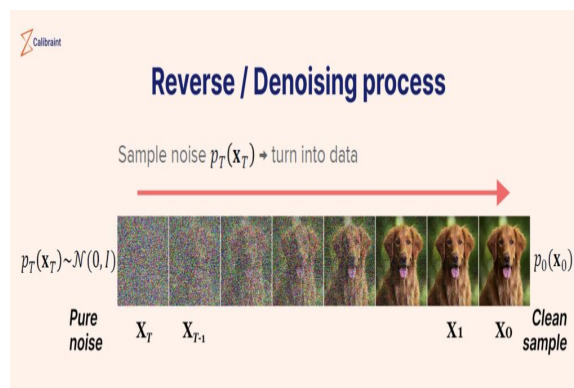 Calibraint
Reverse / Denoising process
Sample noise p_T(𝐱_T) → turn into data
p_T(𝐱_T)~𝒩(0, I)
p_0(𝐱_0)
Pure
noise
X_T
X_{T-1}
X_1
X_0
Clean
sample